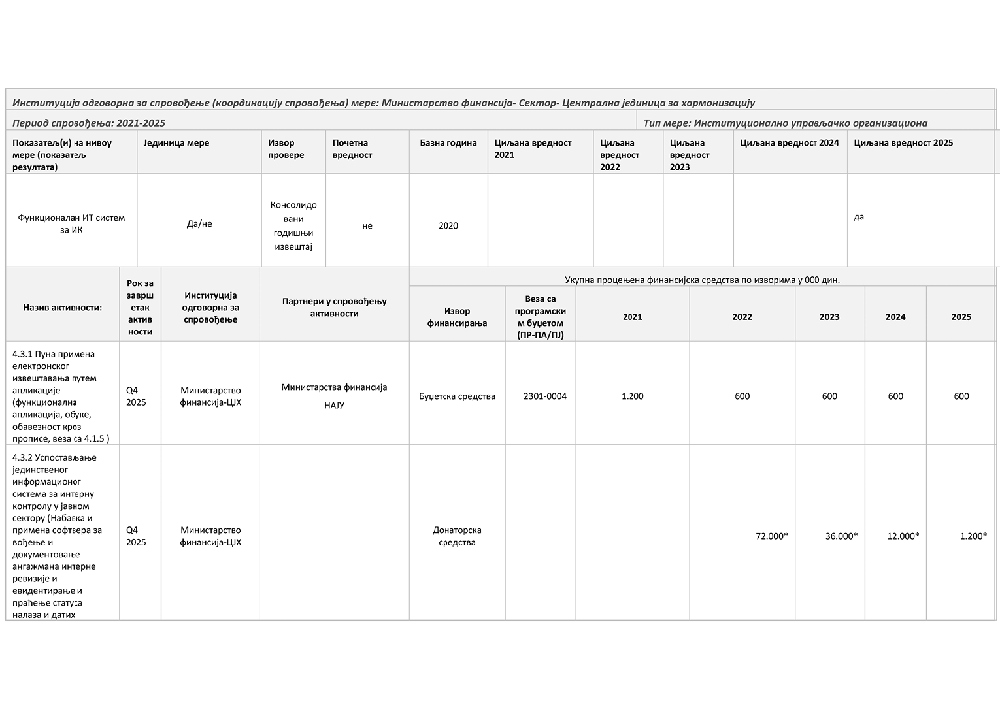 Институција одговорна за спровођење (координацију спровођења) мере: Министарство финансија- Сектор- Централна јединица за хармонизацију
Период спровођења: 2021-2025
Тип мере: Институционално управљачко организациона
Показатељ(и) на нивоу
мере (показатељ
резултата)
Јединица мере
Извор
провере
Почетна
вредност
Базна година
Циљана вредност
2021
Циљана
вредност
2022
Циљана
вредност
2023
Циљана вредност 2024
Циљана вредност 2025
Функционалан ИТ систем
за ИК
Да/не
Консолидо
вани
годишњи
извештај
не
2020
да
Назив активности:
Рок за
заврш
етак
актив
ности
Институција
одговорна за
спровођење
Партнери у спровођењу
активности
Укупна процењена финансијска средства по изворима у 000 дин.
Извор
финансирања
Веза са
програмски
м буџетом
(ПР-ПА/ПЈ)
2021
2022
2023
2024
2025
4.3.1 Пуна примена
електронског
извештавања путем
апликације
(функционална
апликација, обуке,
обавезност кроз
прописе, веза са 4.1.5 )
Q4
2025
Министарство
финансија-ЦЈХ
Министарства финансија
НАЈУ
Буџетска средства
2301-0004
1.200
600
600
600
600
4.3.2 Успостављање
јединственог
информационог
система за интерну
контролу у јавном
сектору (Набавка и
примена софтвера за
вођење и
документовање
ангажмана интерне
ревизије и
евидентирање и
праћење статуса
налаза и датих
Q4
2025
Министарство
финансија-ЦЈХ
Донаторска
средства
72.000*
36.000*
12.000*
1.200*